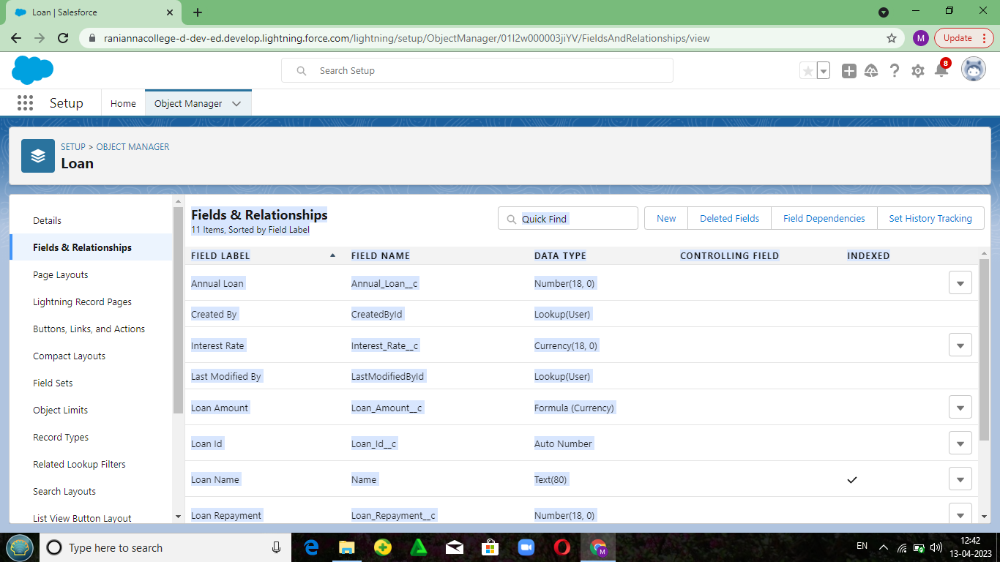 Loan | Salesforce
raniannacollege-d-dev-ed.develop.lightning.force.com/lightning/setup/ObjectManager/01I2w000003jiYV/FieldsAndRelationships/view
M
Update
Search Setup
8
Setup
Home
Object Manager
SETUP > OBJECT MANAGER
Loan
Details
Fields & Relationships
Page Layouts
Lightning Record Pages
Buttons, Links, and Actions
Compact Layouts
Field Sets
Object Limits
Record Types
Related Lookup Filters
Search Layouts
List View Button Layout
Fields & Relationships
11 Items, Sorted by Field Label
Quick Find
New
Deleted Fields
Field Dependencies
Set History Tracking
FIELD LABEL FIELD NAME DATA TYPE CONTROLLING FIELD INDEXED
Annual Loan Annual_Loan__c Number(18, 0)
Created By CreatedById Lookup(User)
Interest Rate Interest_Rate__c Currency(18, 0)
Last Modified By LastModifiedById Lookup(User)
Loan Amount Loan_Amount__c Formula (Currency)
Loan Id Loan_Id__c Auto Number
Loan Name Name Text(80)
Loan Repayment Loan_Repayment__c Number(18, 0)
Type here to search
M
EN
12:42
13-04-2023